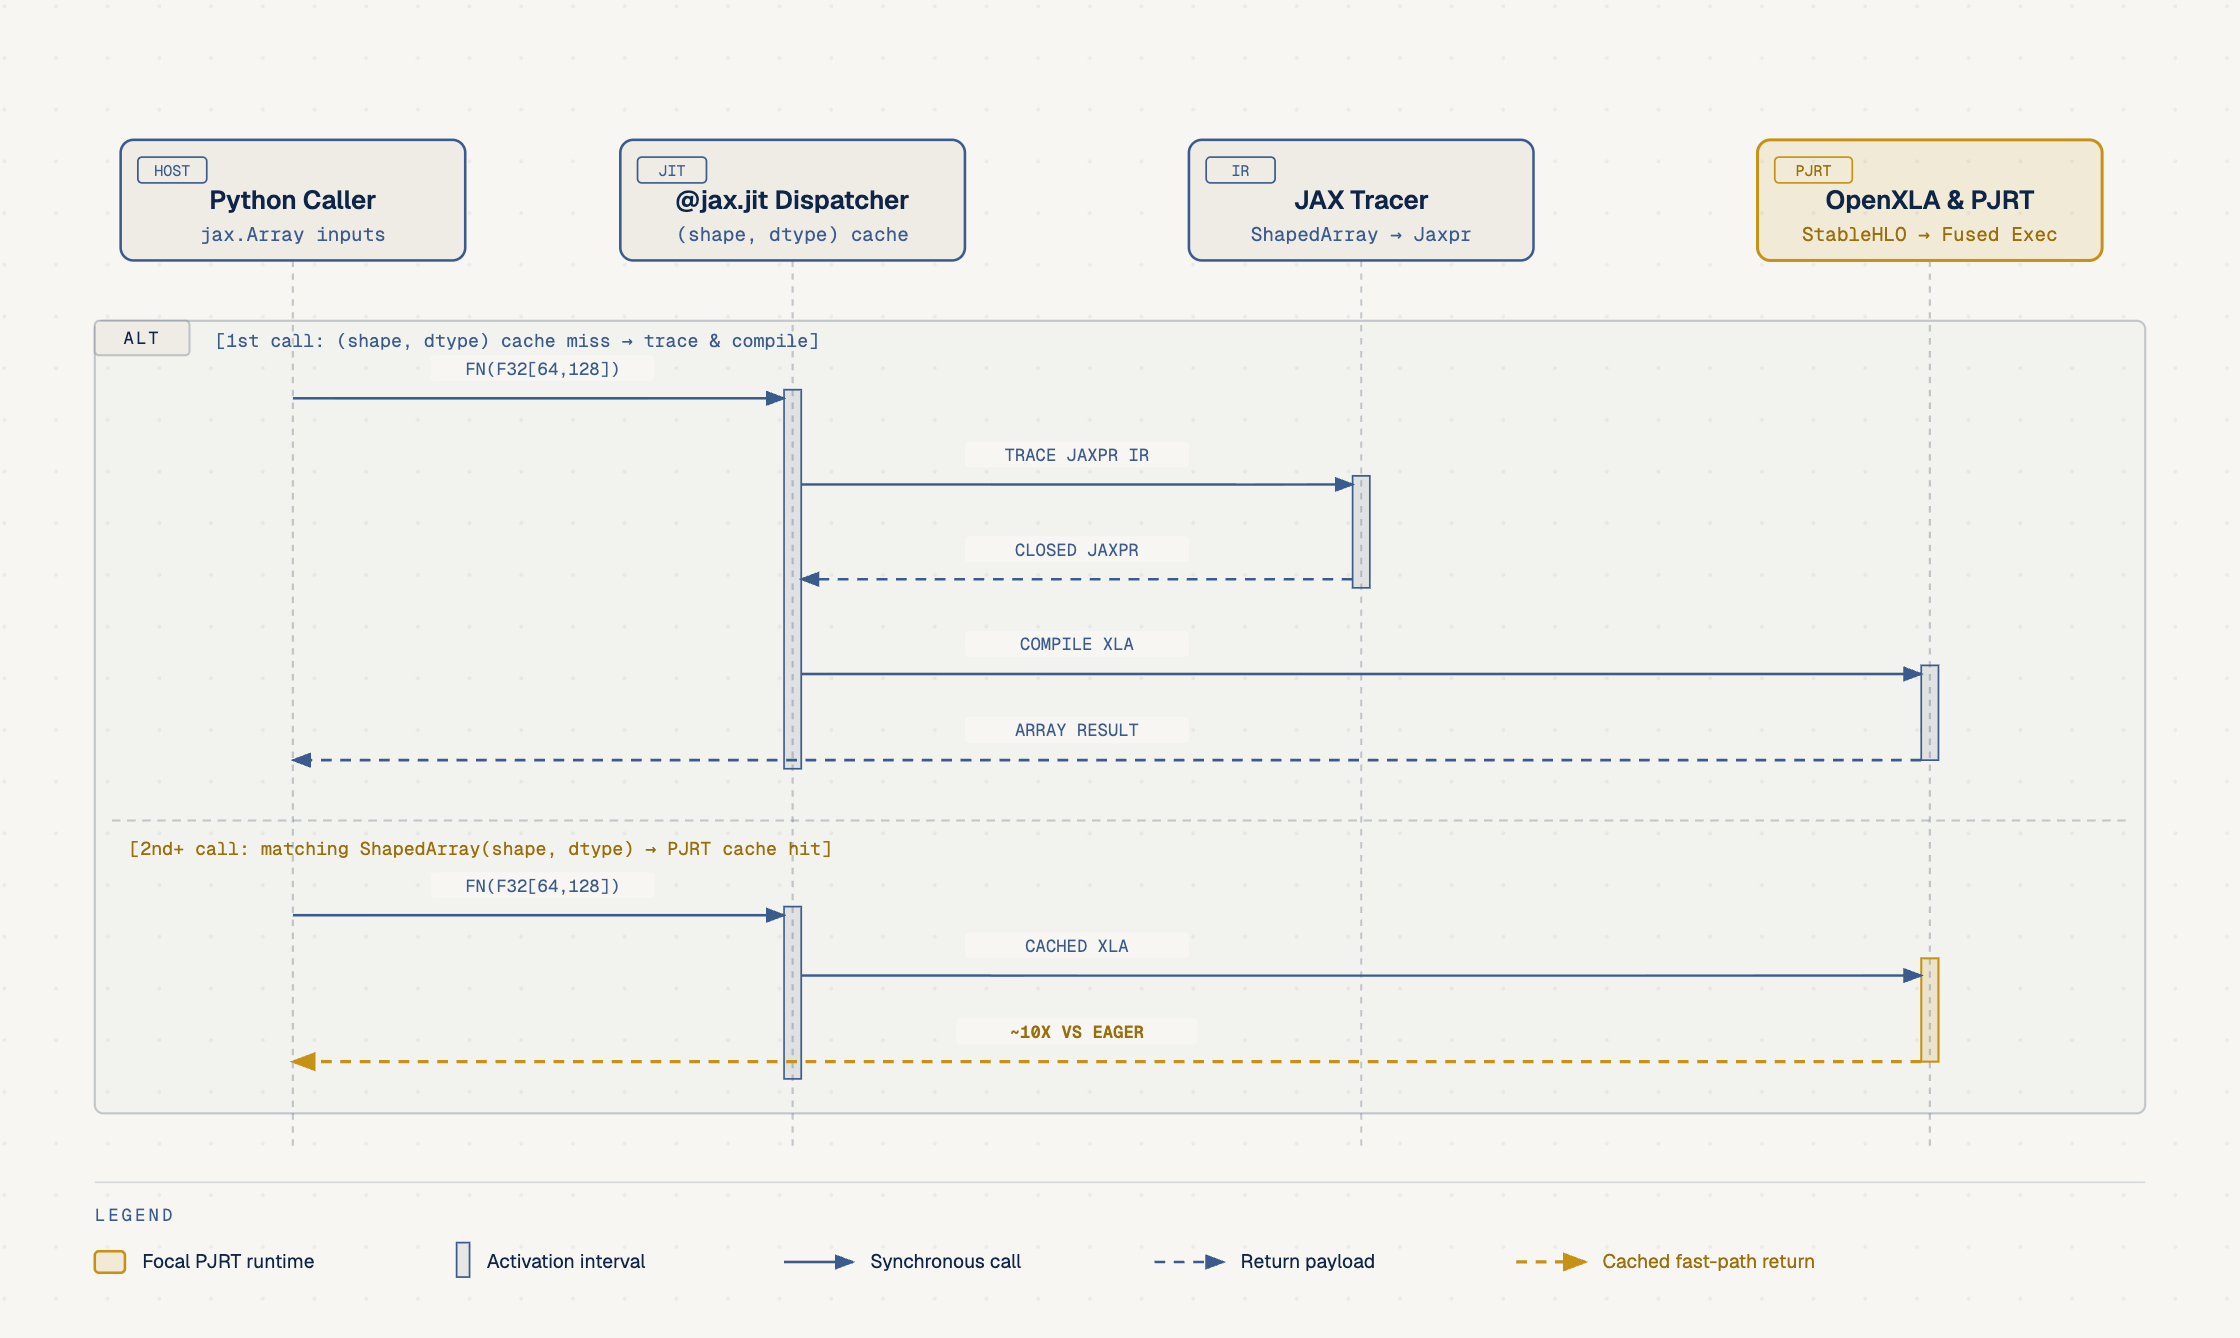 HOST
Python Caller
jax.Array inputs
JIT
@jax.jit Dispatcher
(shape, dtype) cache
IR
JAX Tracer
ShapedArray → Jaxpr
PJRT
OpenXLA & PJRT
StableHLO → Fused Exec
ALT
[1st call: (shape, dtype) cache miss → trace & compile]
FN(F32[64,128])
TRACE JAXPR IR
CLOSED JAXPR
COMPILE XLA
ARRAY RESULT
[2nd+ call: matching ShapedArray(shape, dtype) → PJRT cache hit]
FN(F32[64,128])
CACHED XLA
~10X VS EAGER
LEGEND
Focal PJRT runtime
Activation interval
Synchronous call
Return payload
Cached fast-path return